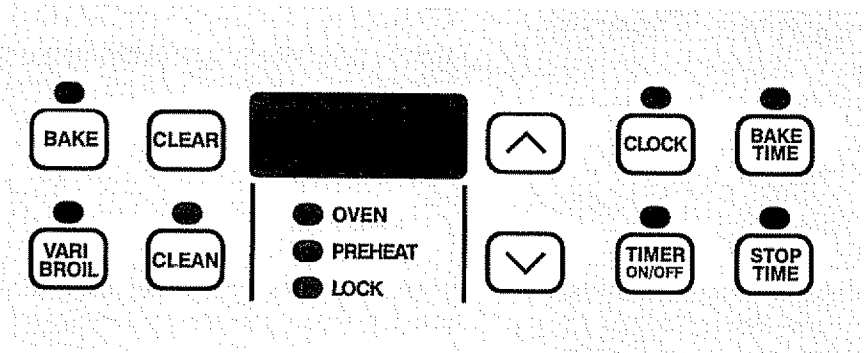 BAKE
CLEAR
CLOCK
BAKE
TIME
OVEN
PREHEAT
LOCK
VARI
BROIL
CLEAN
TIMER
ON/OFF
STOP
TIME